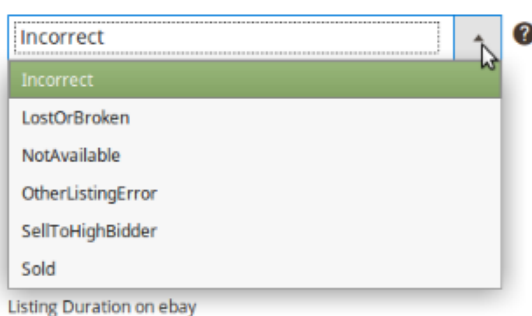 Incorrect
?
Incorrect
LostOrBroken
NotAvailable
OtherListingError
SellToHighBidder
Sold
Listing Duration on ebay